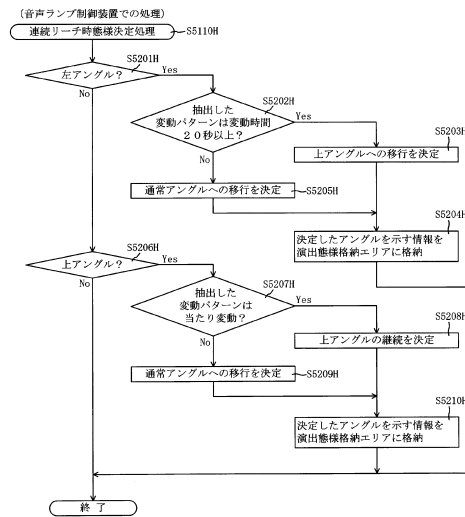 (音声ランプ制御装置での処理)
連続リーチ時態様決定処理
S5110H
S5201H
左アングル?
Yes
No
S5202H
抽出した
変動パターンは変動時間
20秒以上?
Yes
No
S5203H
上アングルへの移行を決定
通常アングルへの移行を決定
S5205H
S5204H
決定したアングルを示す情報を
演出態様格納エリアに格納
S5206H
上アングル?
Yes
No
S5207H
抽出した
変動パターンは
当たり変動?
Yes
No
S5208H
上アングルの継続を決定
通常アングルへの移行を決定
S5209H
S5210H
決定したアングルを示す情報を
演出態様格納エリアに格納
終了